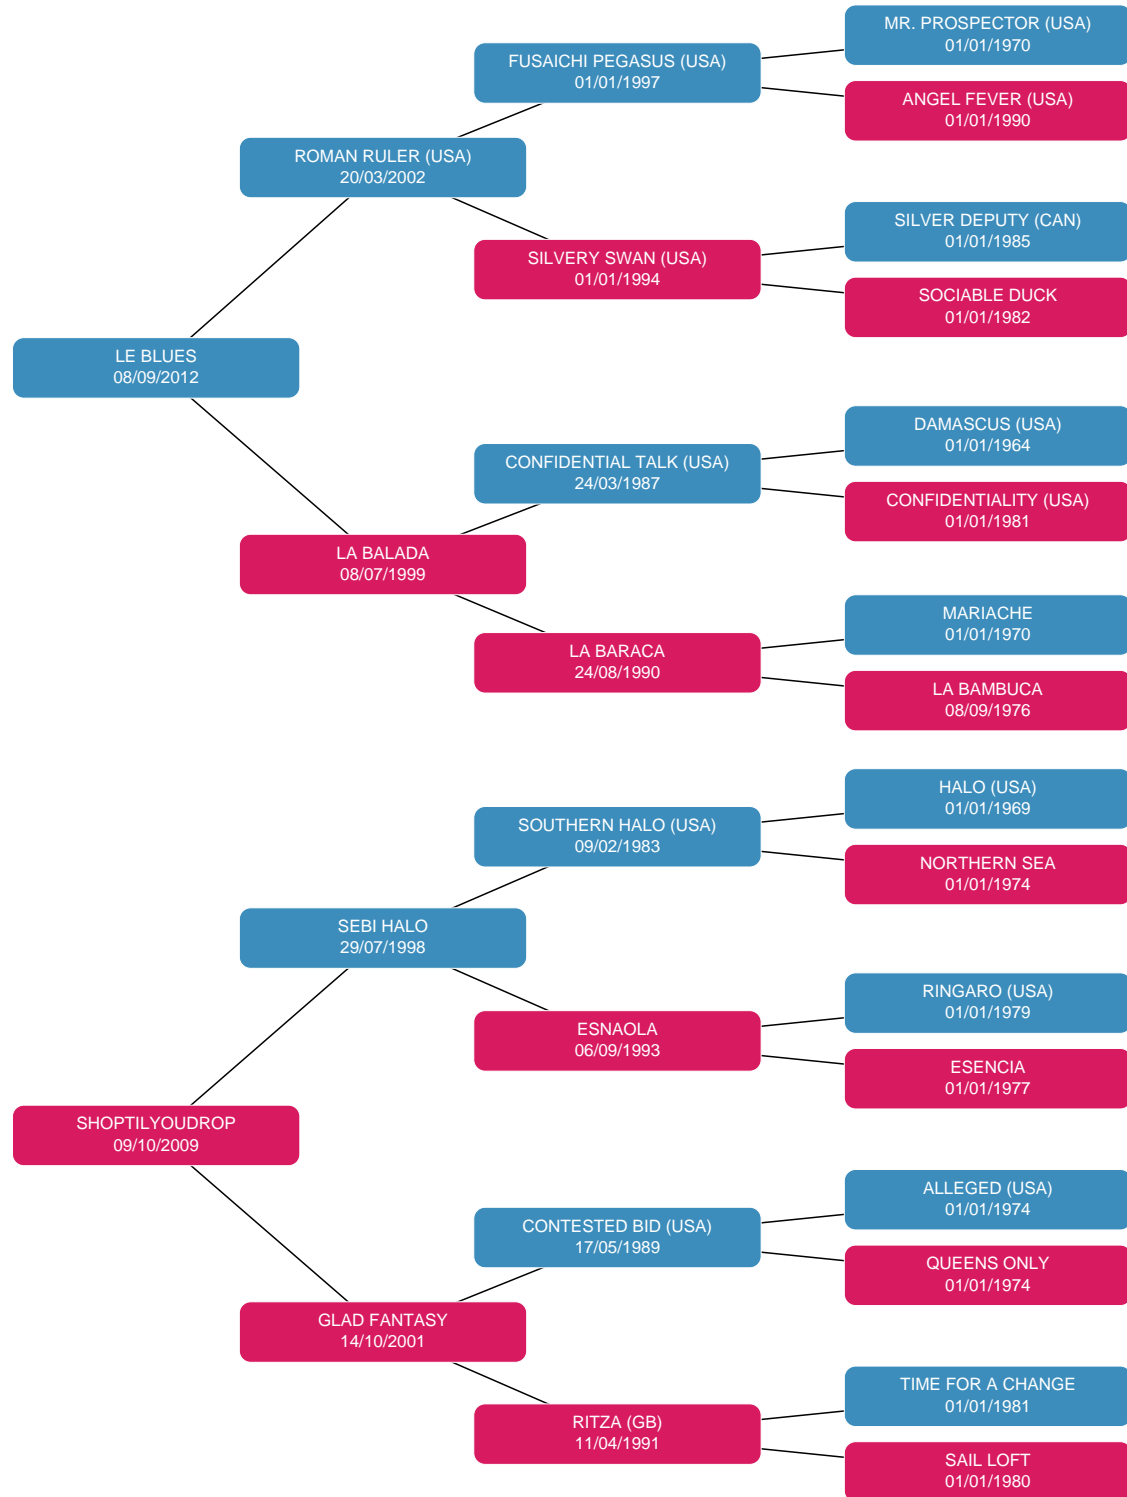 MR. PROSPECTOR (USA)
01/01/1970
FUSAICHI PEGASUS (USA)
01/01/1997
ANGEL FEVER (USA)
01/01/1990
ROMAN RULER (USA)
20/03/2002
SILVER DEPUTY (CAN)
01/01/1985
SILVERY SWAN (USA)
01/01/1994
SOCIABLE DUCK
01/01/1982
LE BLUES
08/09/2012
DAMASCUS (USA)
01/01/1964
CONFIDENTIAL TALK (USA)
24/03/1987
CONFIDENTIALITY (USA)
01/01/1981
LA BALADA
08/07/1999
MARIACHE
01/01/1970
LA BARACA
24/08/1990
LA BAMBUCA
08/09/1976
HALO (USA)
01/01/1969
SOUTHERN HALO (USA)
09/02/1983
NORTHERN SEA
01/01/1974
SEBI HALO
29/07/1998
RINGARO (USA)
01/01/1979
ESNAOLA
06/09/1993
ESENCIA
01/01/1977
SHOPTILYOUDROP
09/10/2009
ALLEGED (USA)
01/01/1974
CONTESTED BID (USA)
17/05/1989
QUEENS ONLY
01/01/1974
GLAD FANTASY
14/10/2001
TIME FOR A CHANGE
01/01/1981
RITZA (GB)
11/04/1991
SAIL LOFT
01/01/1980